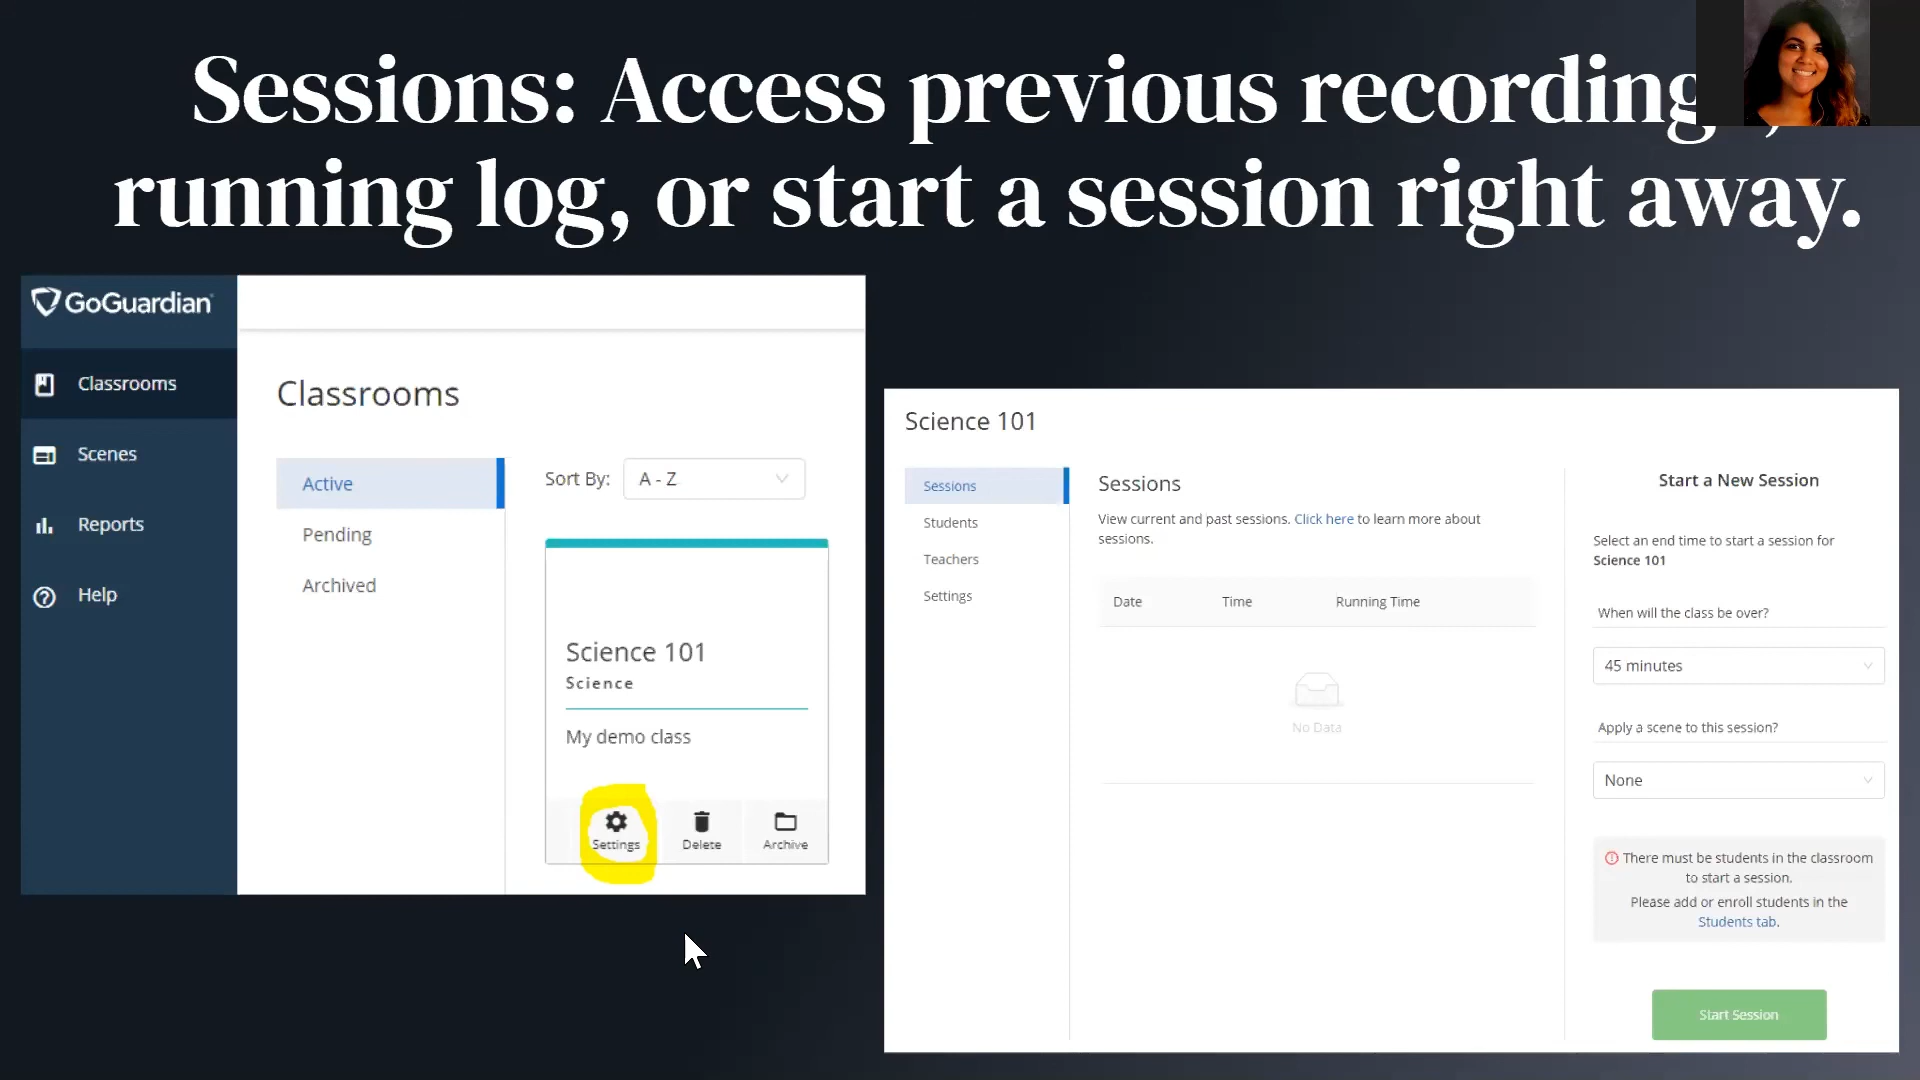 Sessions: Access previous recording ,
running log, or start a session right away.
GoGuardian
Classrooms
Scenes
Reports
Help
Classrooms
Active
Pending
Archived
Sort By:
A - Z
Science 101
Science
My demo class
Settings
Delete
Archive
Science 101
Sessions
Students
Teachers
Settings
Sessions
View current and past sessions. Click here to learn more about
sessions.
Date
Time
Running Time
No Data
Start a New Session
Select an end time to start a session for
Science 101
When will the class be over?
45 minutes
Apply a scene to this session?
None
There must be students in the classroom
to start a session.
Please add or enroll students in the
Students tab.
Start Session